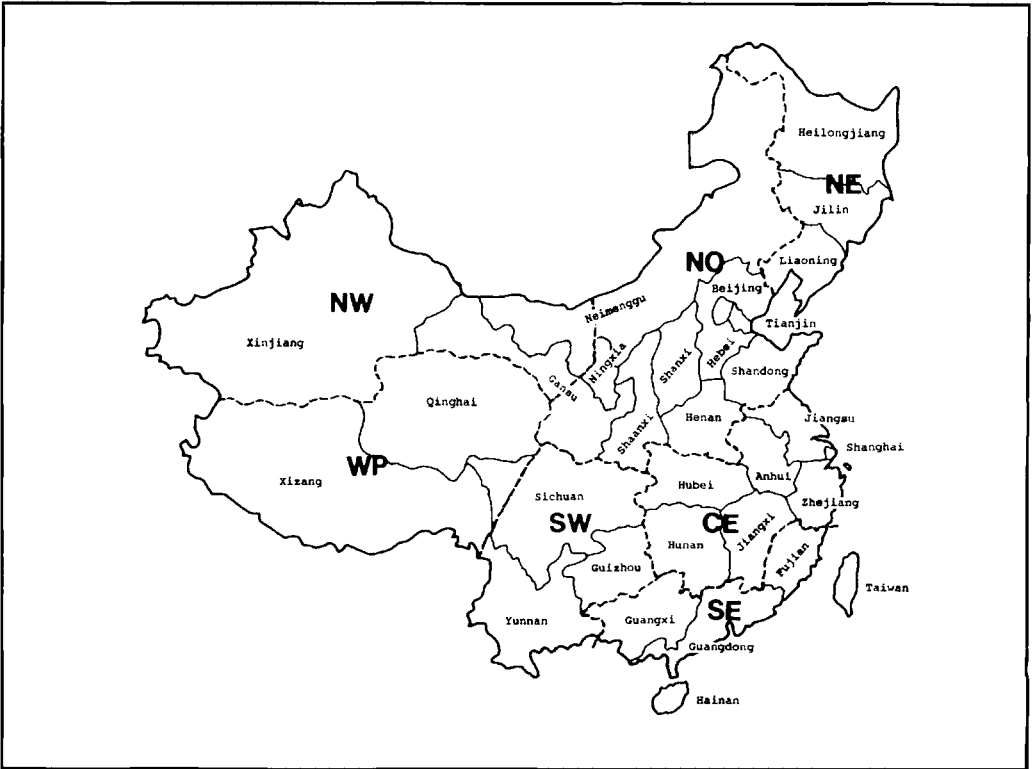 Heilongjiang
NE
Jilin
Liaoning
NO
Beijing
NW
Neimenggu
Tianjin
Xinjiang
Ningxia
Shanxi
Hebei
Shandong
Gansu
Qinghai
Henan
Jiangsu
Shaanxi
Shanghai
WP
Xizang
Anhui
Hubei
Sichuan
Zhejiang
SW
CE
Jiangxi
Hunan
Fujian
Guizhou
Taiwan
SE
Yunnan
Guangxi
Guangdong
Hainan